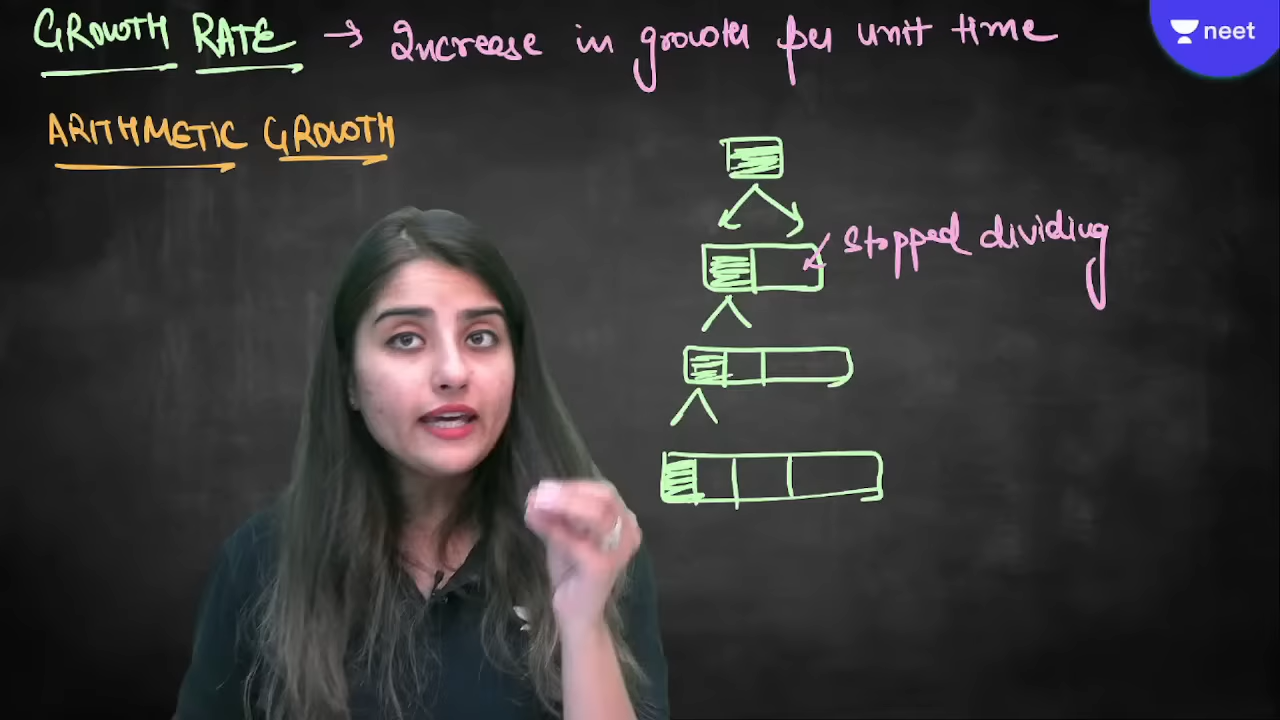 GROWTH RATE → Increase in growth per unit time
neet
ARITHMETIC GROWTH
Stopped dividing